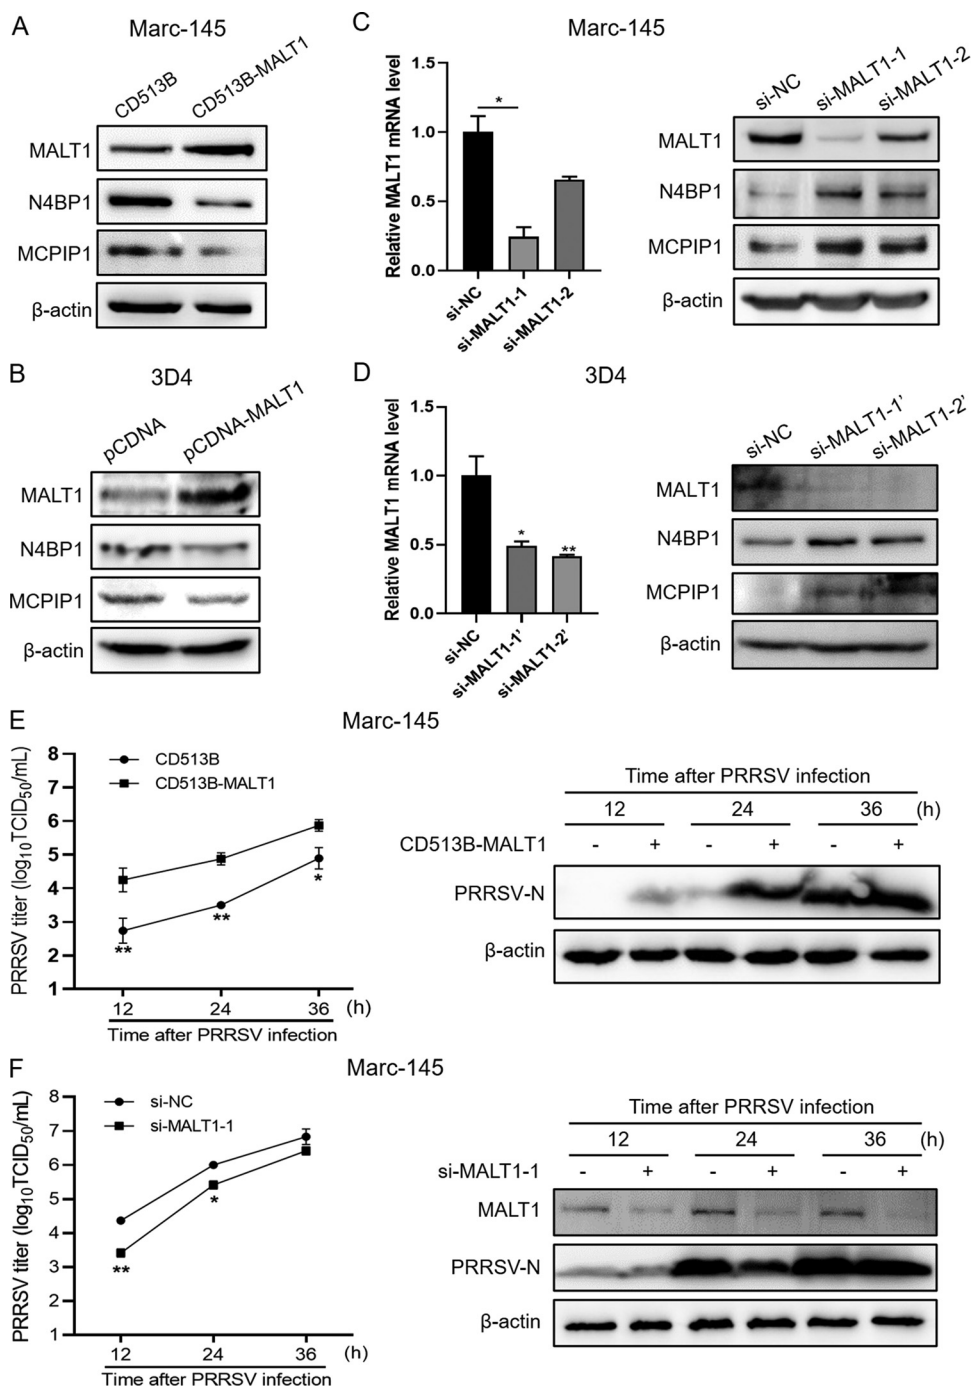 A
Marc-145
CD513B
CD513B-MALT1
MALT1
N4BP1
MCPIP1
β-actin
B
3D4
pCDNA
pCDNA-MALT1
MALT1
N4BP1
MCPIP1
β-actin
C
Marc-145
Relative MALT1 mRNA level
1.5
1.0
0.5
0.0
*
si-NC
si-MALT1-1
si-MALT1-2
si-NC
si-MALT1-1
si-MALT1-2
MALT1
N4BP1
MCPIP1
β-actin
D
3D4
Relative MALT1 mRNA level
1.5
1.0
0.5
0.0
*
**
si-NC
si-MALT1-1'
si-MALT1-2'
si-NC
si-MALT1-1'
si-MALT1-2'
MALT1
N4BP1
MCPIP1
β-actin
E
Marc-145
PRRSV titer (log10TCID50/mL)
8
7
6
5
4
3
2
1
CD513B
CD513B-MALT1
**
**
*
12 24 36 (h)
Time after PRRSV infection
Time after PRRSV infection
12 24 36 (h)
CD513B-MALT1 - + - + - +
PRRSV-N
β-actin
F
Marc-145
PRRSV titer (log10TCID50/mL)
8
7
6
5
4
3
2
1
si-NC
si-MALT1-1
**
*
12 24 36 (h)
Time after PRRSV infection
Time after PRRSV infection
12 24 36 (h)
si-MALT1-1 - + - + - +
MALT1
PRRSV-N
β-actin